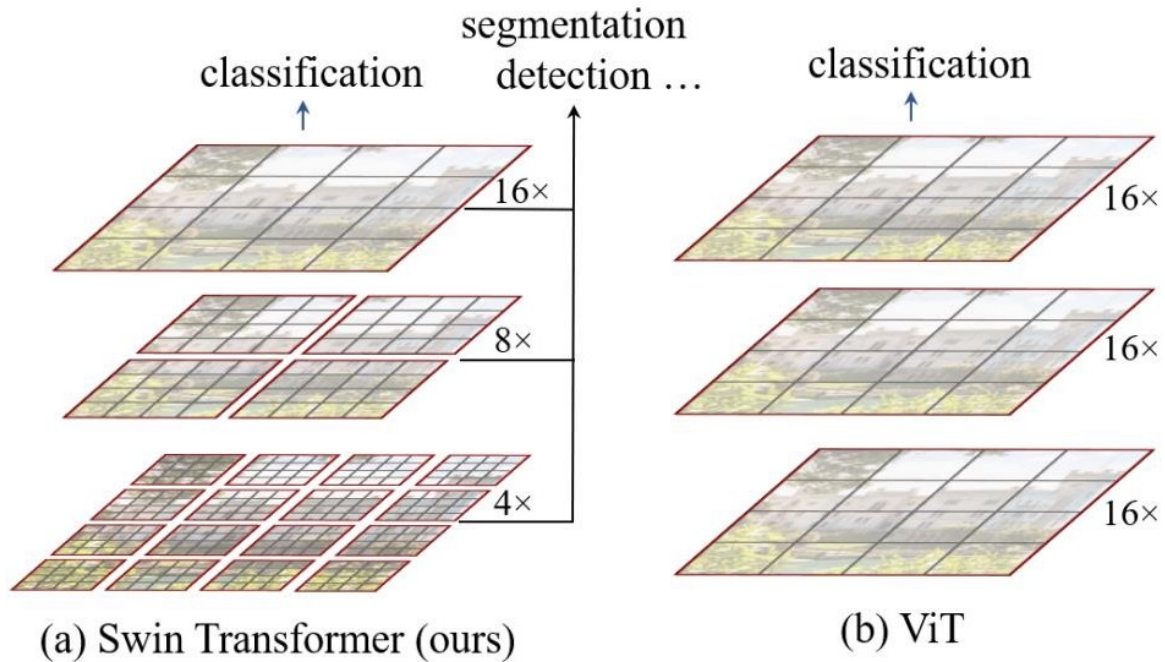 segmentation
classification
detection ...
classification
16×
8×
4×
16×
16×
16×
(a) Swin Transformer (ours)
(b) ViT